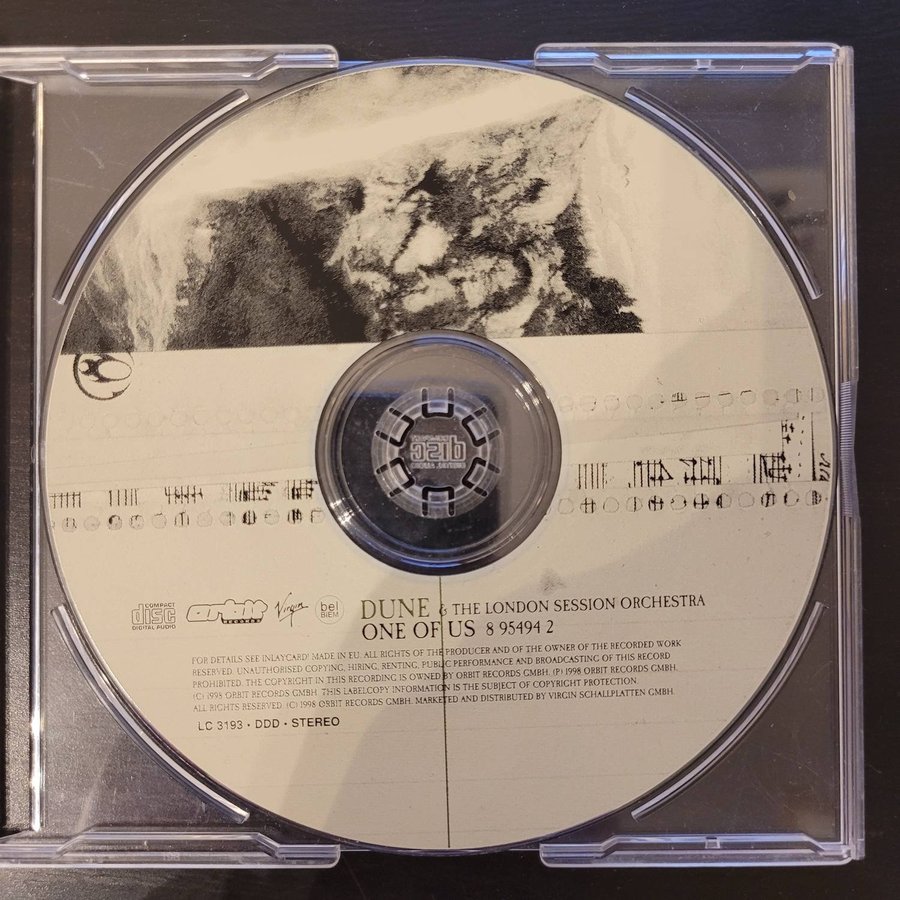 COMPACT
disc
DIGITAL AUDIO
orbit
RECORDS
Virgin
bel
BIEM
DUNE & THE LONDON SESSION ORCHESTRA
ONE OF US 8 95494 2
FOR DETAILS SEE INLAYCARD! MADE IN EU. ALL RIGHTS OF THE PRODUCER AND OF THE OWNER OF THE RECORDED WORK
RESERVED. UNAUTHORISED COPYING, HIRING, RENTING, PUBLIC PERFORMANCE AND BROADCASTING OF THIS RECORD
PROHIBITED. THE COPYRIGHT IN THIS RECORDING IS OWNED BY ORBIT RECORDS GMBH. (P) 1998 ORBIT RECORDS GMBH.
(C) 1998 ORBIT RECORDS GMBH. THIS LABELCOPY INFORMATION IS THE SUBJECT OF COPYRIGHT PROTECTION.
ALL RIGHTS RESERVED. (C) 1998 ORBIT RECORDS GMBH. MARKETED AND DISTRIBUTED BY VIRGIN SCHALLPLATTEN GMBH.
LC 3193 · DDD · STEREO